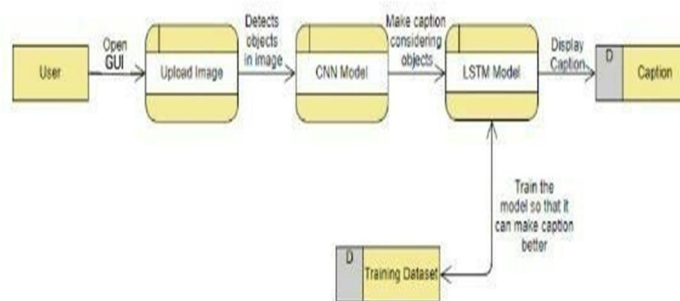 User
Open
GUI
Upload Image
Detects
objects
in image
CNN Model
Make caption
considering
objects
LSTM Model
Display
Caption
D
Caption
Train the
model so that it
can make caption
better
D
Training Dataset